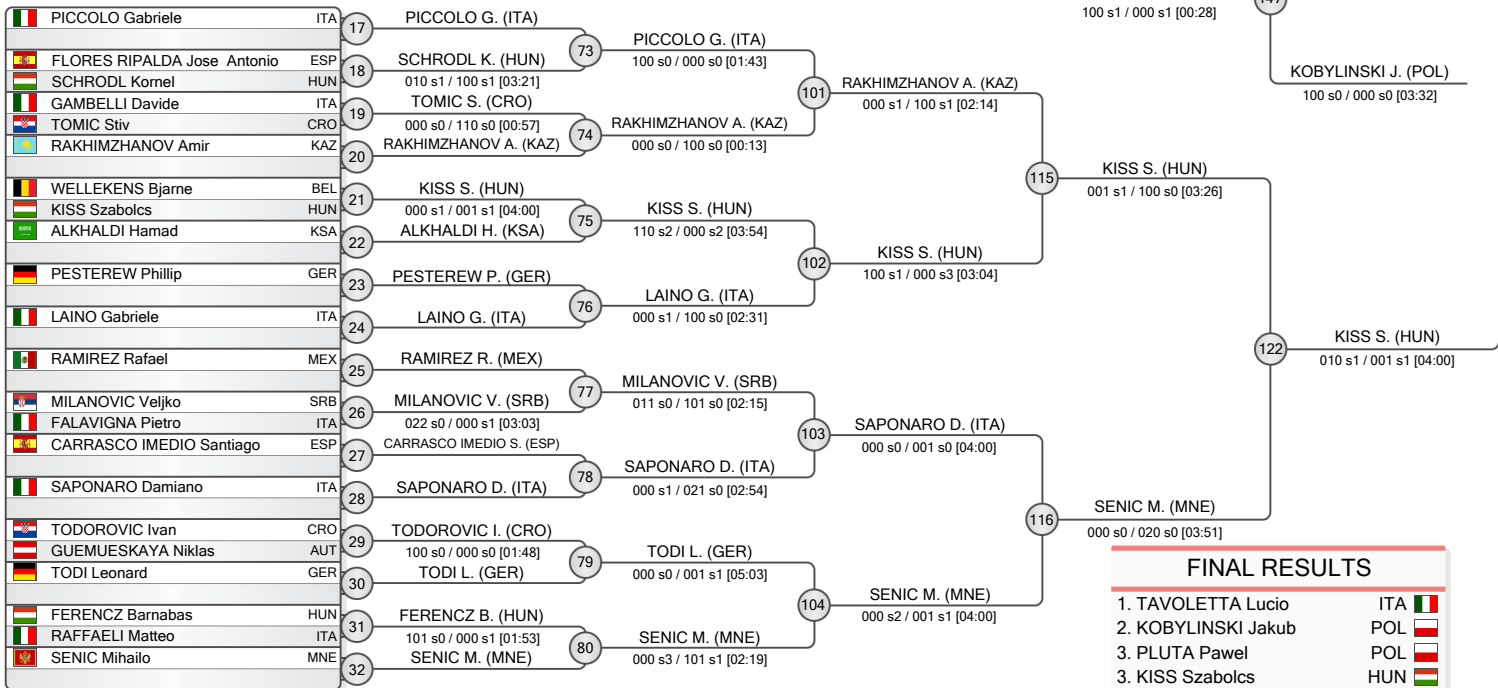 PICCOLO Gabriele ITA
FLORES RIPALDA Jose Antonio ESP
SCHRODL Kornel HUN
GAMBELLI Davide ITA
TOMIC Stiv CRO
RAKHIMZHANOV Amir KAZ
WELLEKENS Bjarne BEL
KISS Szabolcs HUN
ALKHALDI Hamad KSA
PESTEREW Phillip GER
LAINO Gabriele ITA
RAMIREZ Rafael MEX
MILANOVIC Veljko SRB
FALAVIGNA Pietro ITA
CARRASCO IMEDIO Santiago ESP
SAPONARO Damiano ITA
TODOROVIC Ivan CRO
GUEMUESKAYA Niklas AUT
TODI Leonard GER
FERENCZ Barnabas HUN
RAFFAELI Matteo ITA
SENIC Mihailo MNE
17
18
19
20
21
22
23
24
25
26
27
28
29
30
31
32
PICCOLO G. (ITA)
SCHRODL K. (HUN)
010 s1 / 100 s1 [03:21]
TOMIC S. (CRO)
000 s0 / 110 s0 [00:57]
RAKHIMZHANOV A. (KAZ)
KISS S. (HUN)
000 s1 / 001 s1 [04:00]
ALKHALDI H. (KSA)
PESTEREW P. (GER)
LAINO G. (ITA)
RAMIREZ R. (MEX)
MILANOVIC V. (SRB)
022 s0 / 000 s1 [03:03]
CARRASCO IMEDIO S. (ESP)
SAPONARO D. (ITA)
TODOROVIC I. (CRO)
100 s0 / 000 s0 [01:48]
TODI L. (GER)
FERENCZ B. (HUN)
101 s0 / 000 s1 [01:53]
SENIC M. (MNE)
73
74
75
76
77
78
79
80
PICCOLO G. (ITA)
100 s0 / 000 s0 [01:43]
RAKHIMZHANOV A. (KAZ)
000 s0 / 100 s0 [00:13]
KISS S. (HUN)
110 s2 / 000 s2 [03:54]
LAINO G. (ITA)
000 s1 / 100 s0 [02:31]
MILANOVIC V. (SRB)
011 s0 / 101 s0 [02:15]
SAPONARO D. (ITA)
000 s1 / 021 s0 [02:54]
TODI L. (GER)
000 s0 / 001 s1 [05:03]
SENIC M. (MNE)
000 s3 / 101 s1 [02:19]
101
102
103
104
RAKHIMZHANOV A. (KAZ)
000 s1 / 100 s1 [02:14]
KISS S. (HUN)
100 s1 / 000 s3 [03:04]
SAPONARO D. (ITA)
000 s0 / 001 s0 [04:00]
SENIC M. (MNE)
000 s2 / 001 s1 [04:00]
115
116
100 s1 / 000 s1 [00:28]
KISS S. (HUN)
001 s1 / 100 s0 [03:26]
SENIC M. (MNE)
000 s0 / 020 s0 [03:51]
122
KOBYLINSKI J. (POL)
100 s0 / 000 s0 [03:32]
KISS S. (HUN)
010 s1 / 001 s1 [04:00]
FINAL RESULTS
1. TAVOLETTA Lucio ITA
2. KOBYLINSKI Jakub POL
3. PLUTA Pawel POL
3. KISS Szabolcs HUN